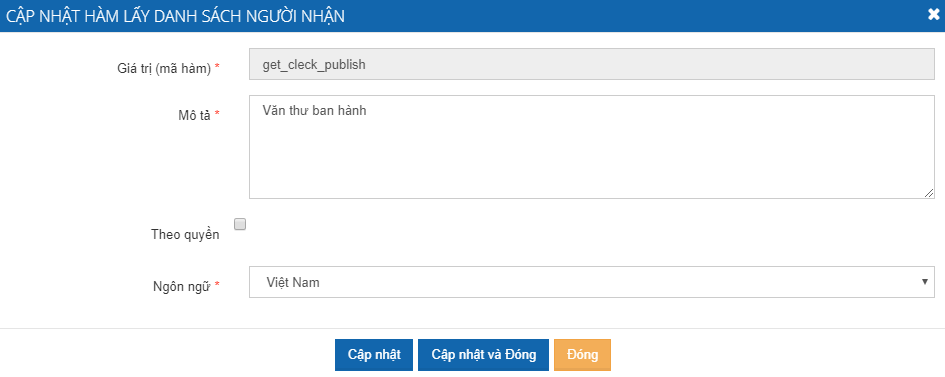 CẬP NHẬT HÀM LẤY DANH SÁCH NGƯỜI NHẬN
Giá trị (mã hàm) * get_cleck_publish
Mô tả * Văn thư ban hành
Theo quyền
Ngôn ngữ * Việt Nam
Cập nhật Cập nhật và Đóng Đóng